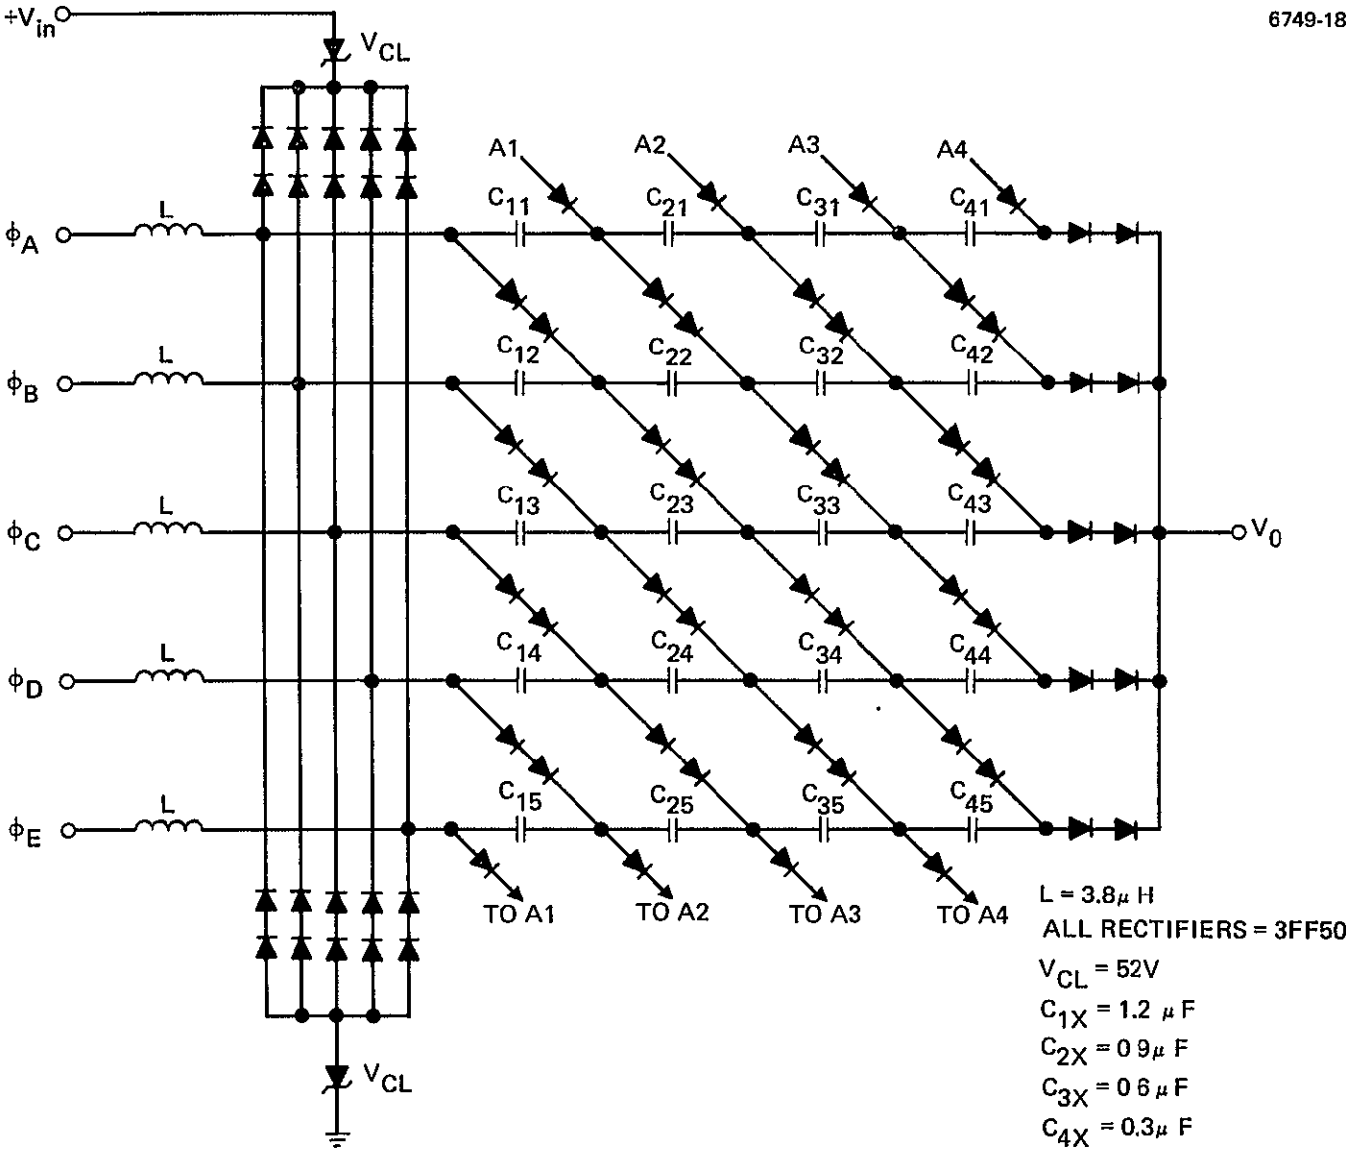 6749-18
+Vin
VCL
A1 A2 A3 A4
L C11 C21 C31 C41
ϕA
L C12 C22 C32 C42
ϕB
L C13 C23 C33 C43
ϕC V0
L C14 C24 C34 C44
ϕD
L C15 C25 C35 C45
ϕE
TO A1 TO A2 TO A3 TO A4
VCL
L = 3.8μ H
ALL RECTIFIERS = 3FF50
VCL = 52V
C1X = 1.2 μ F
C2X = 0 9μ F
C3X = 0 6 μ F
C4X = 0.3μ F